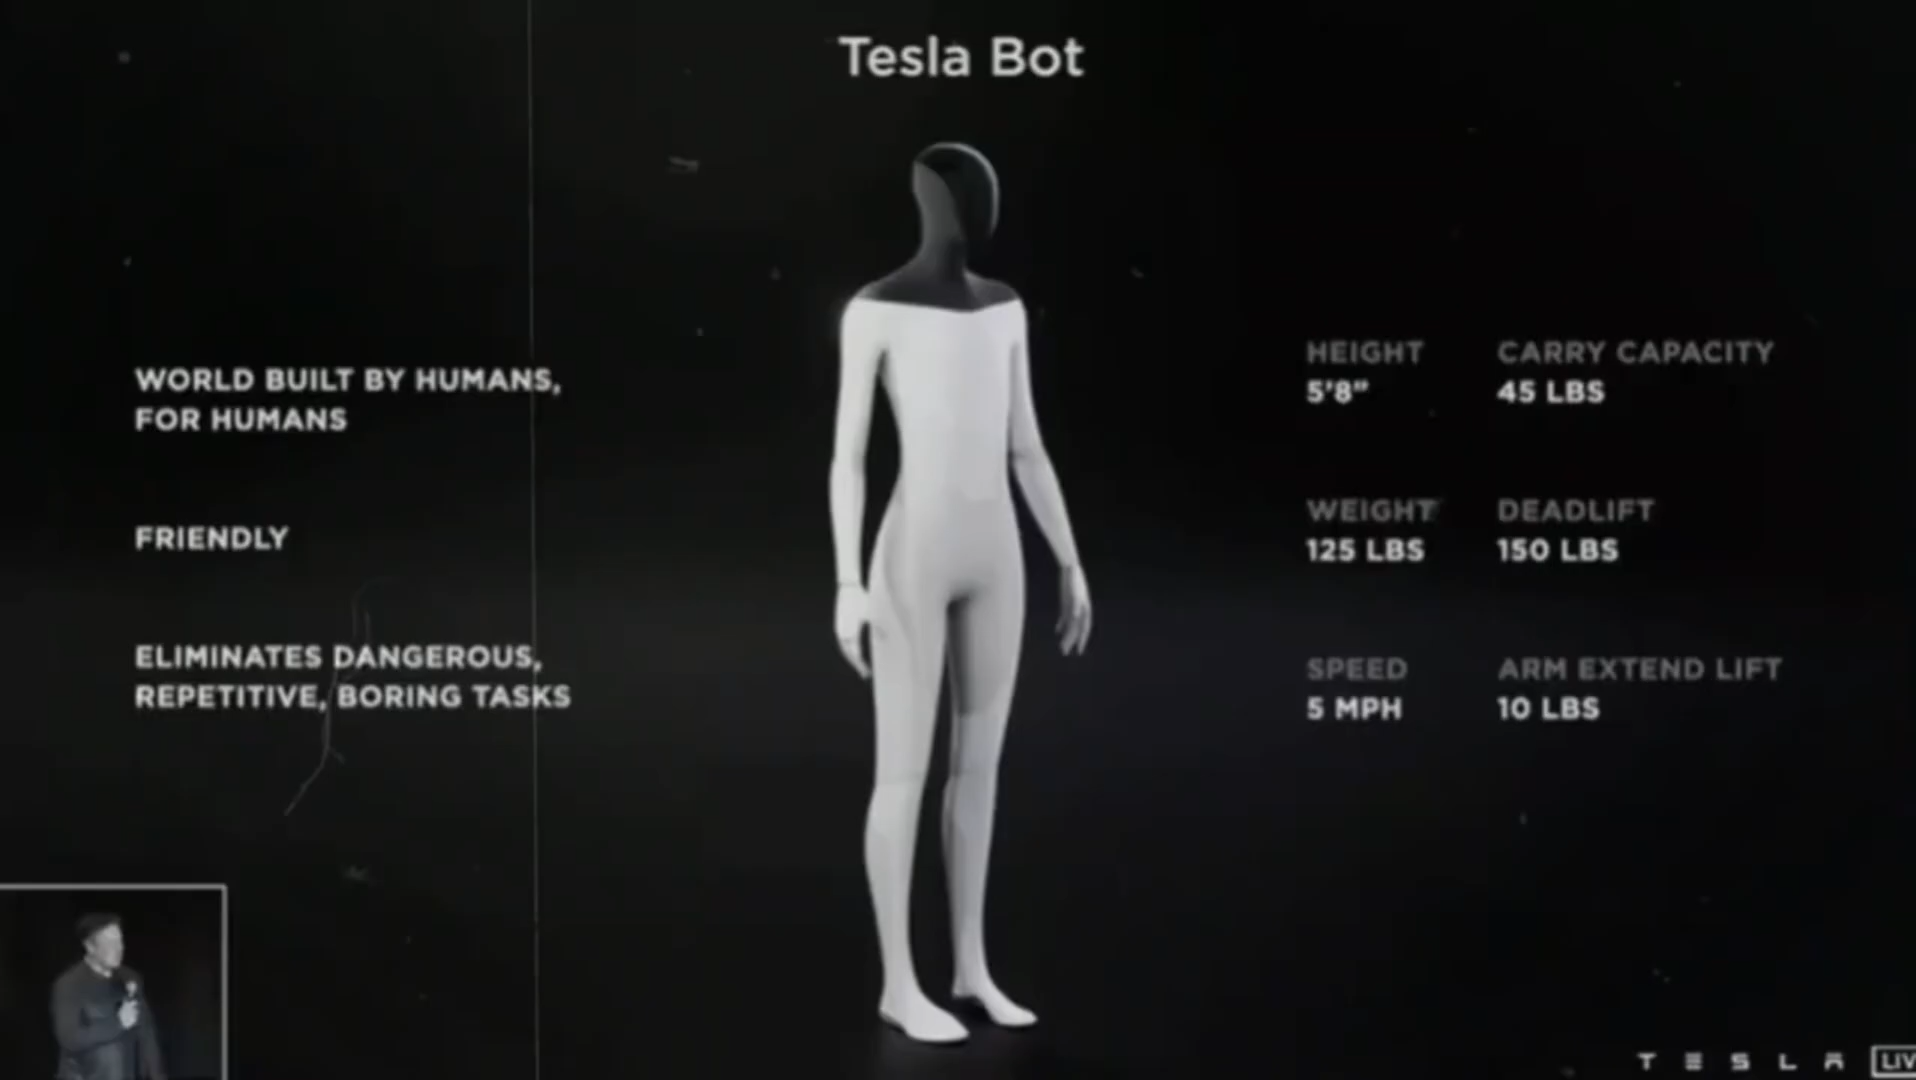 Tesla Bot
WORLD BUILT BY HUMANS,
FOR HUMANS
FRIENDLY
ELIMINATES DANGEROUS,
REPETITIVE, BORING TASKS
HEIGHT
5'8”
CARRY CAPACITY
45 LBS
WEIGHT
125 LBS
DEADLIFT
150 LBS
SPEED
5 MPH
ARM EXTEND LIFT
10 LBS
TESLA
LIV